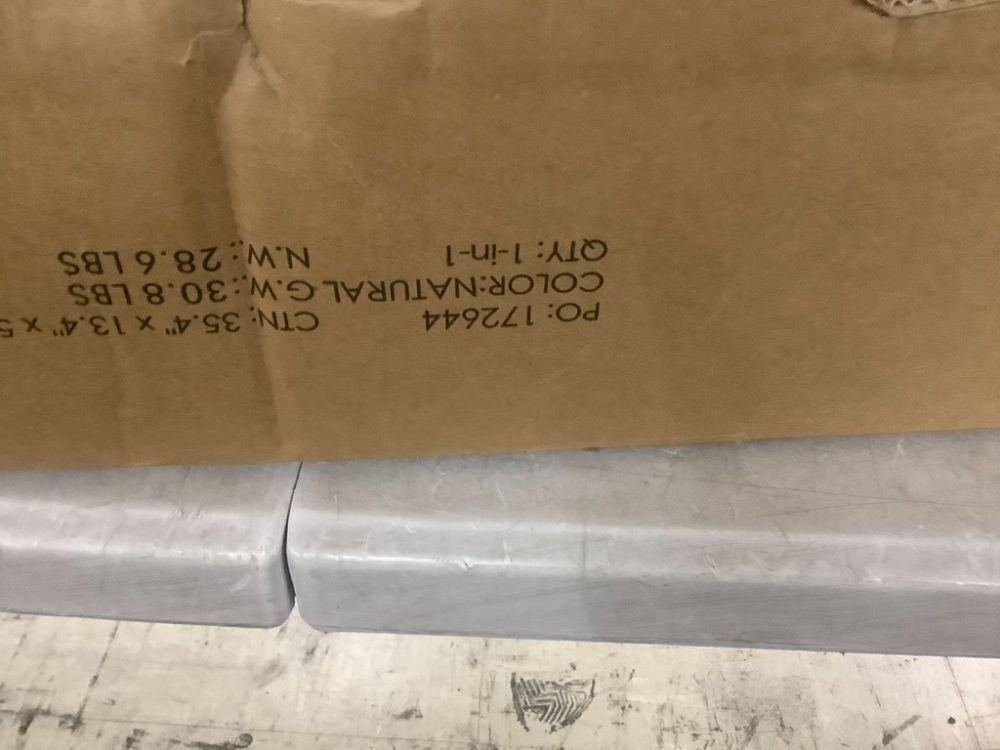 PO: 172644 CTN: 35.4" x 13.4" x
COLOR:NATURAL G.W.: 30.8 LBS
QTY: 1-in-1 N.W.: 28.6 LBS